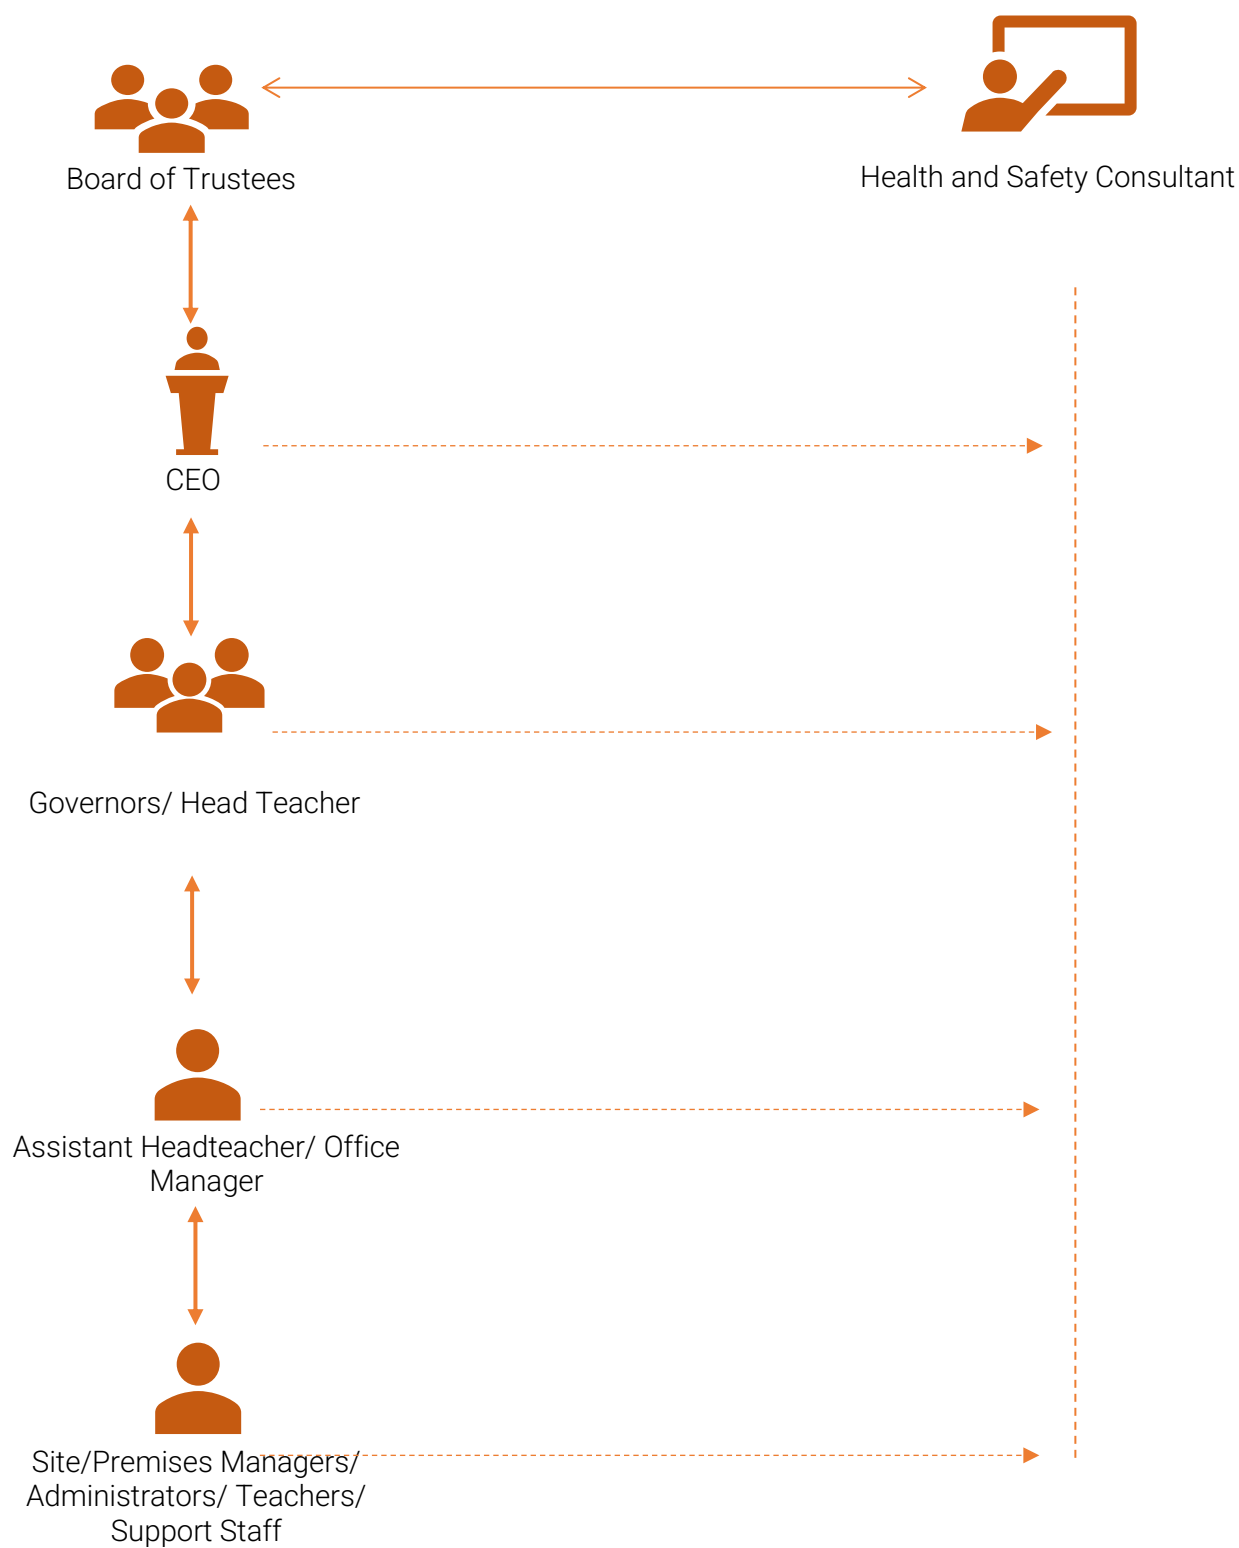 Board of Trustees
Health and Safety Consultant
CEO
Governors/ Head Teacher
Assistant Headteacher/ Office
Manager
Site/Premises Managers/
Administrators/ Teachers/
Support Staff